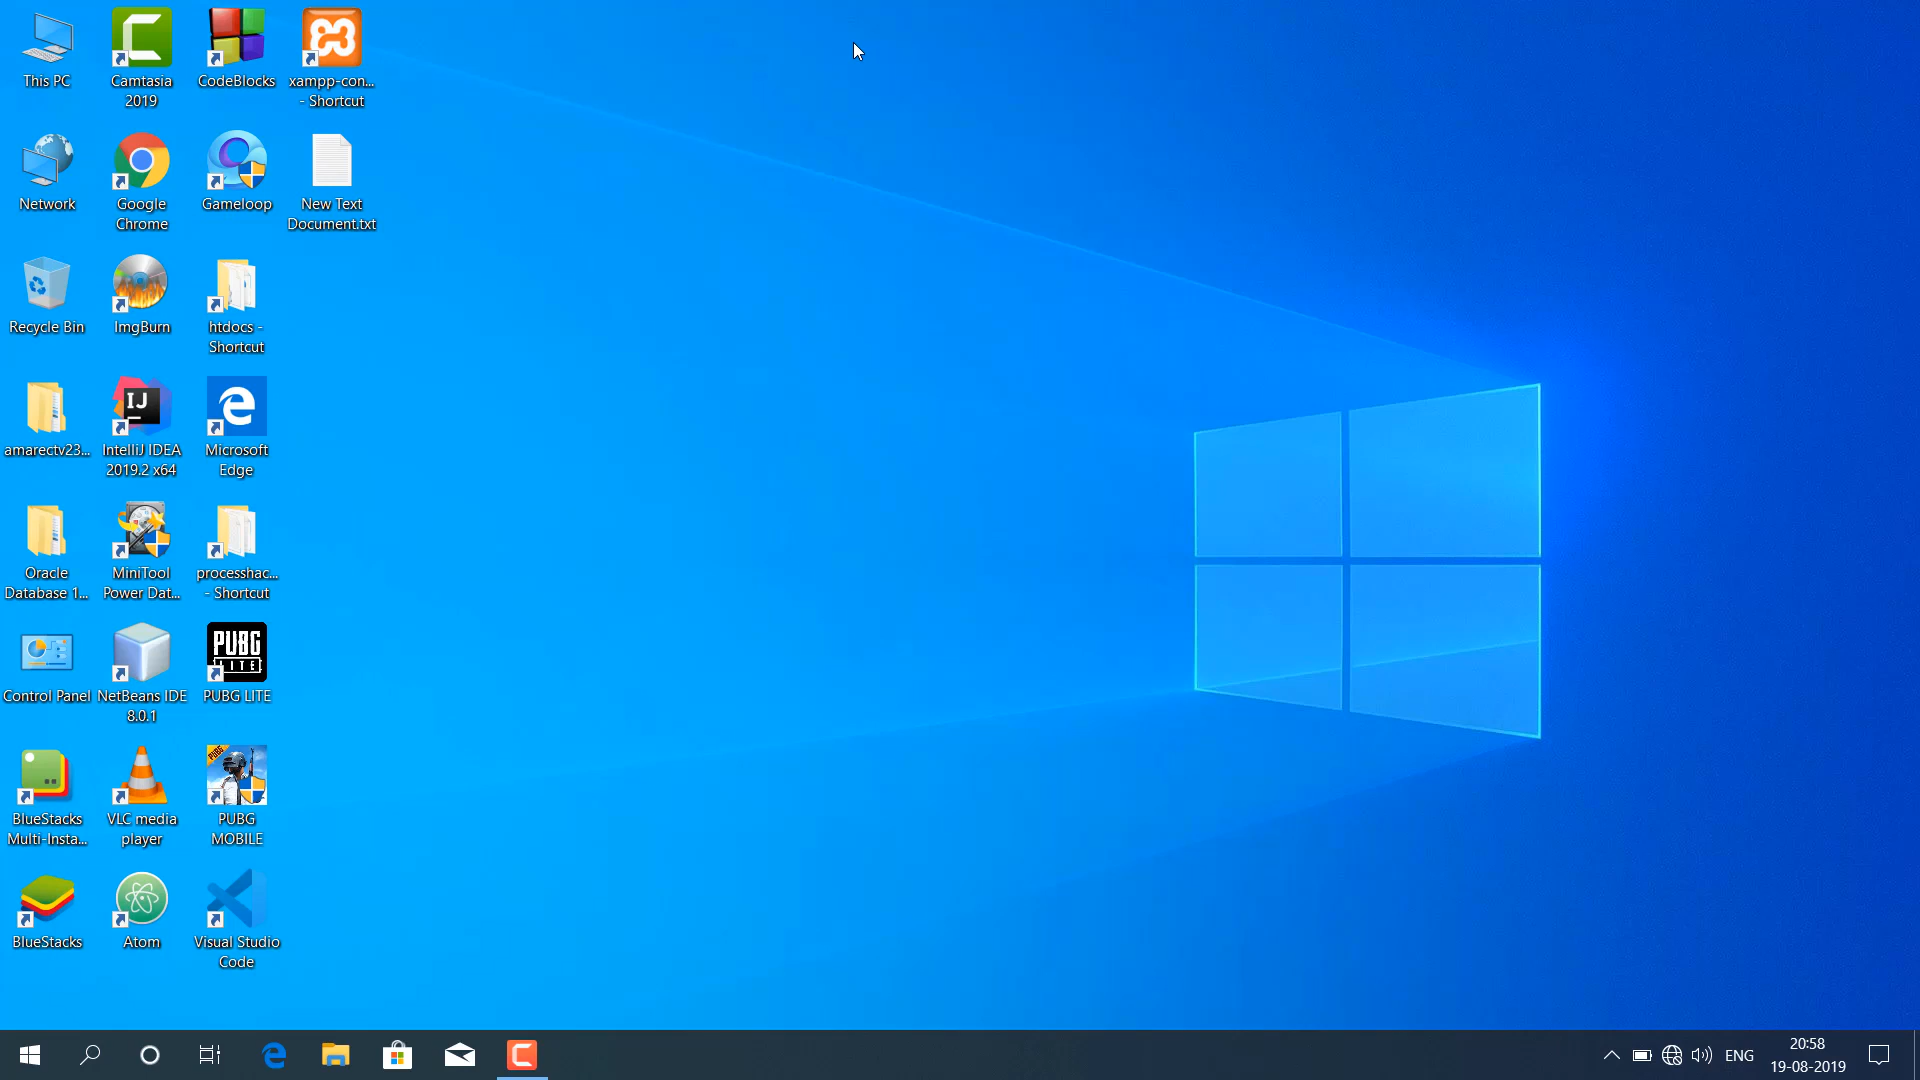 This PC
Camtasia
2019
CodeBlocks
xampp-con...
- Shortcut
Network
Google
Chrome
Gameloop
New Text
Document.txt
Recycle Bin
ImgBurn
htdocs -
Shortcut
amarectv23...
IJ
IntelliJ IDEA
2019.2 x64
Microsoft
Edge
Oracle
Database 1...
MiniTool
Power Dat...
processhac...
- Shortcut
Control Panel
NetBeans IDE
8.0.1
PUBG
LITE
PUBG LITE
BlueStacks
Multi-Insta...
VLC media
player
PUBG
PUBG
MOBILE
BlueStacks
Atom
Visual Studio
Code
ENG
20:58
19-08-2019